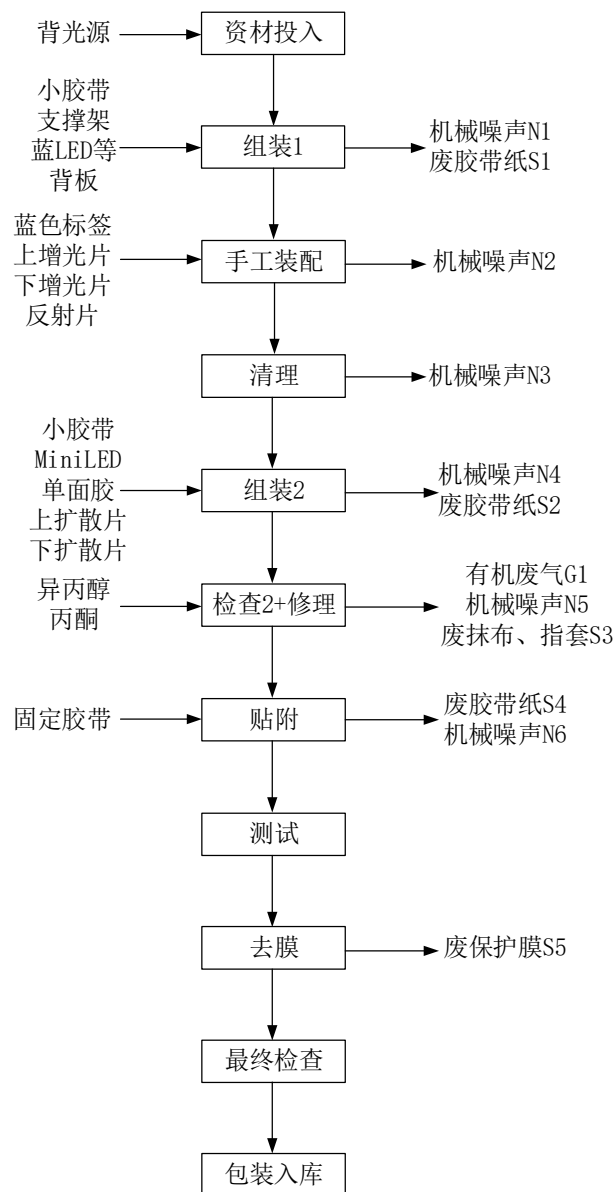 背光源
资材投入
小胶带
支撑架
蓝LED等
背板
组装1
机械噪声N1
废胶带纸S1
蓝色标签
上增光片
下增光片
反射片
手工装配
机械噪声N2
清理
机械噪声N3
小胶带
MiniLED
单面胶
上扩散片
下扩散片
组装2
机械噪声N4
废胶带纸S2
异丙醇
丙酮
检查2+修理
有机废气G1
机械噪声N5
废抹布、指套S3
固定胶带
贴附
废胶带纸S4
机械噪声N6
测试
去膜
废保护膜S5
最终检查
包装入库